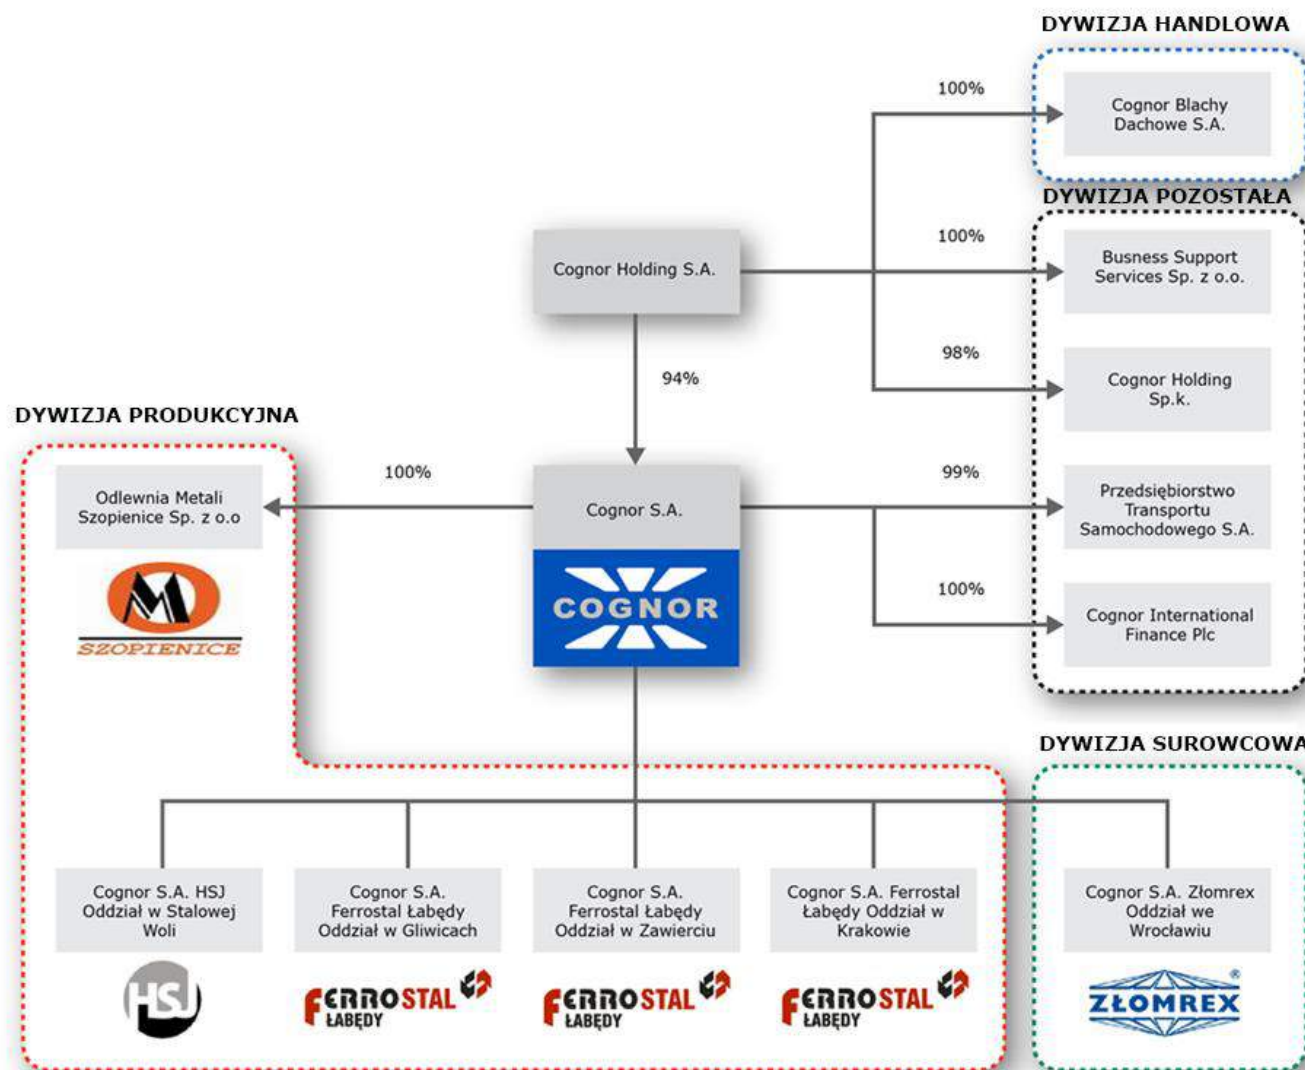 DYWIZJA HANDLOWA
100%
Cognor Blachy
Dachowe S.A.
DYWIZJA POZOSTAŁA
100%
Busness Support
Services Sp. z o.o.
Cognor Holding S.A.
98%
Cognor Holding
Sp.k.
94%
DYWIZJA PRODUKCYJNA
100%
Odlewnia Metali
Szopienice Sp. z o.o
Cognor S.A.
99%
Przedsiębiorstwo
Transportu
Samochodowego S.A.
SZOPIENICE
COGNOR
100%
Cognor International
Finance Plc
DYWIZJA SUROWCOWA
Cognor S.A. HSJ
Oddział w Stalowej
Woli
Cognor S.A.
Ferrostal Łabędy
Oddział w Gliwicach
Cognor S.A.
Ferrostal Łabędy
Oddział w Zawierciu
Cognor S.A. Ferrostal
Łabędy Oddział w
Krakowie
Cognor S.A. Złomrex
Oddział we
Wrocławiu
HSJ
FERROSTAL
ŁABĘDY
FERROSTAL
ŁABĘDY
FERROSTAL
ŁABĘDY
ZŁOMREX®